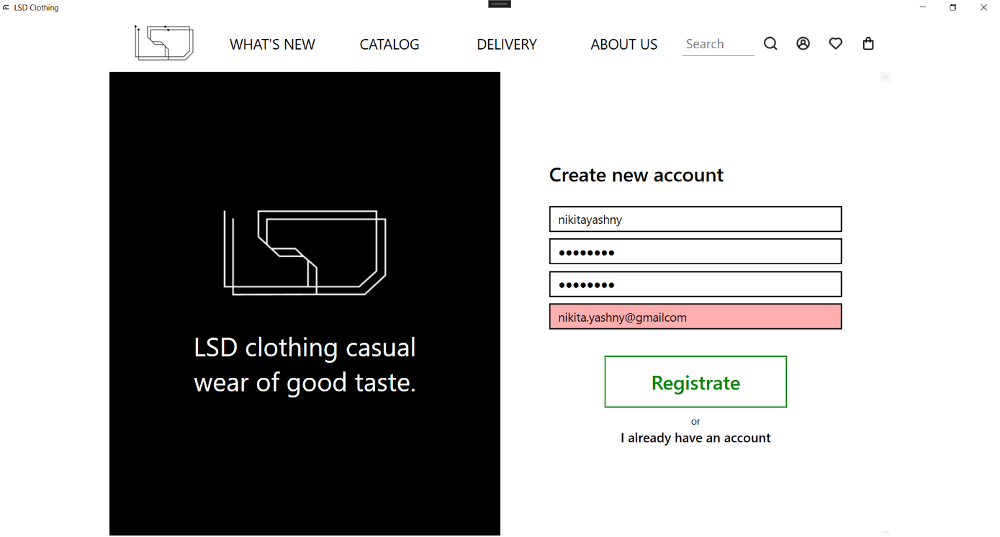 LSD Clothing
WHAT'S NEW
CATALOG
DELIVERY
ABOUT US
Search
LSD clothing casual
wear of good taste.
Create new account
nikitayashny
●●●●●●●●
●●●●●●●●
nikita.yashny@gmailcom
Registrate
or
I already have an account